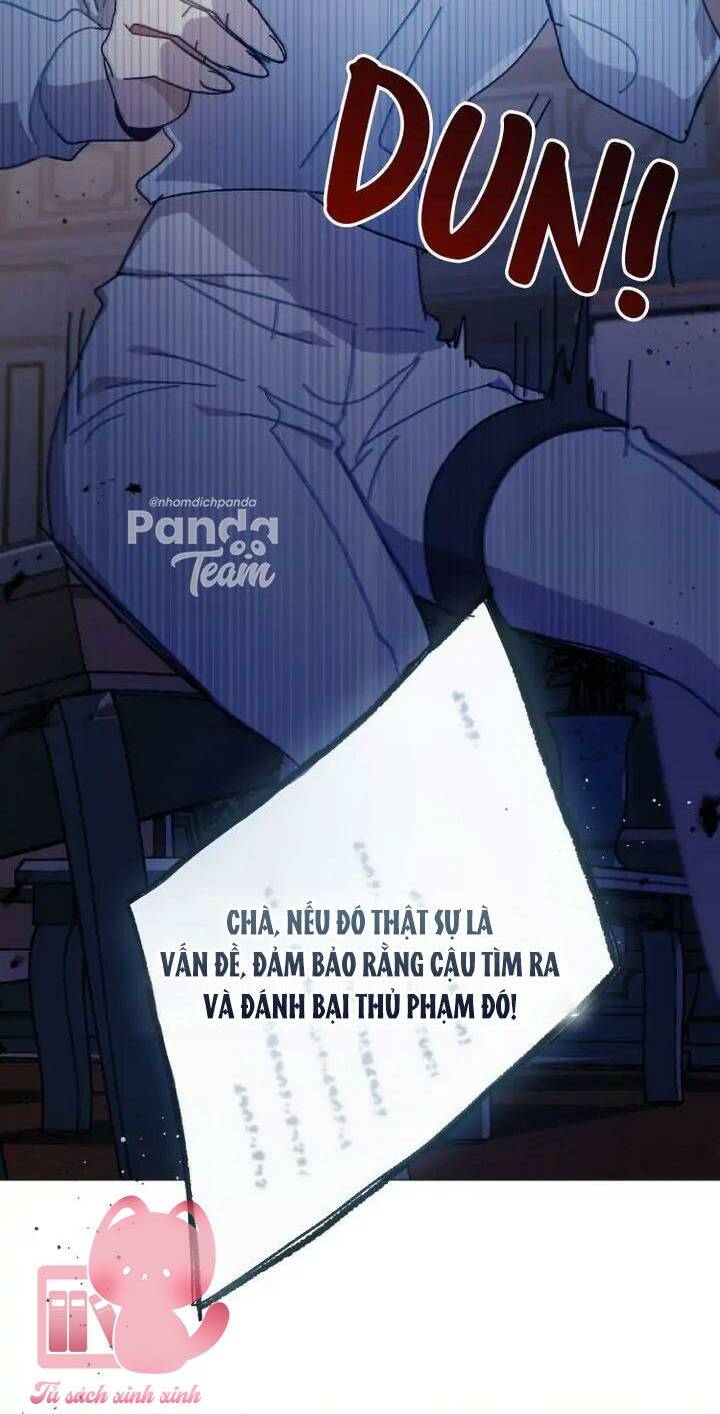 DUN!
@nhomdichpanda
Panda
Team
CHÀ, NẾU ĐÓ THẬT SỰ LÀ
VẤN ĐỀ, ĐẢM BẢO RẰNG CẬU TÌM RA
VÀ ĐÁNH BẠI THỦ PHẠM ĐÓ!
Tủ sách xinh xinh